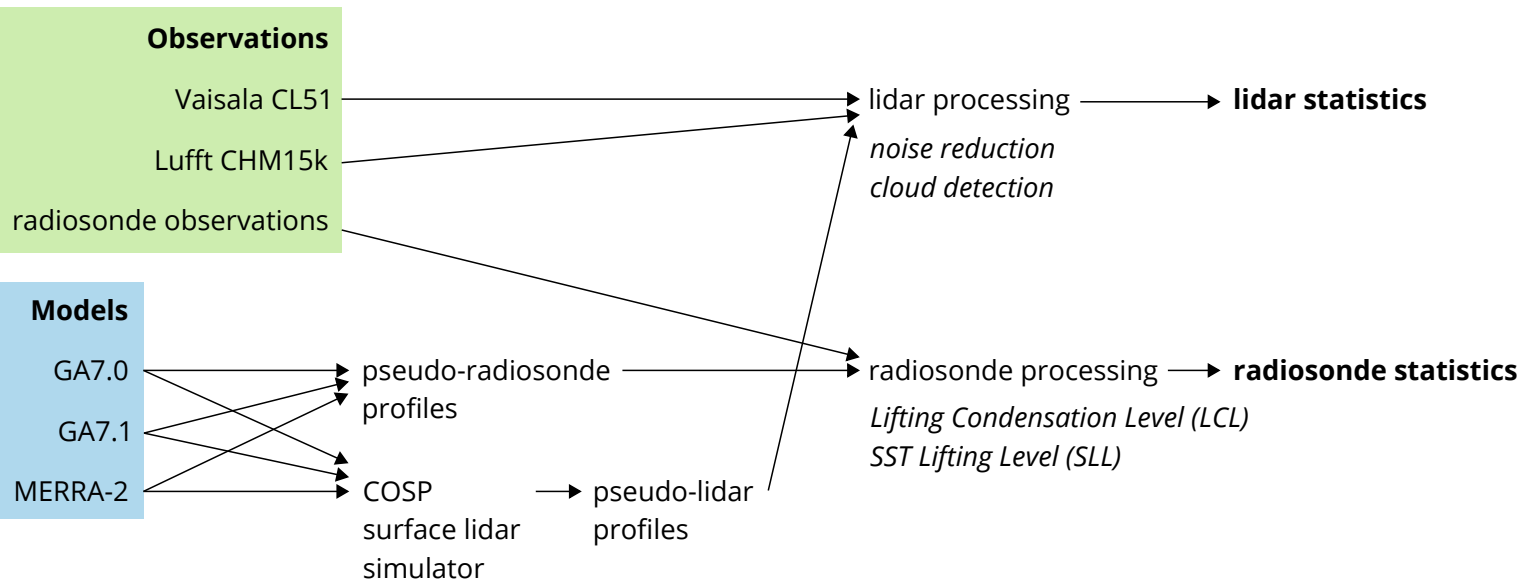 Observations
Vaisala CL51
Lufft CHM15k
radiosonde observations
lidar processing
noise reduction
cloud detection
lidar statistics
Models
GA7.0
GA7.1
MERRA-2
pseudo-radiosonde
profiles
COSP
surface lidar
simulator
pseudo-lidar
profiles
radiosonde processing
Lifting Condensation Level (LCL)
SST Lifting Level (SLL)
radiosonde statistics